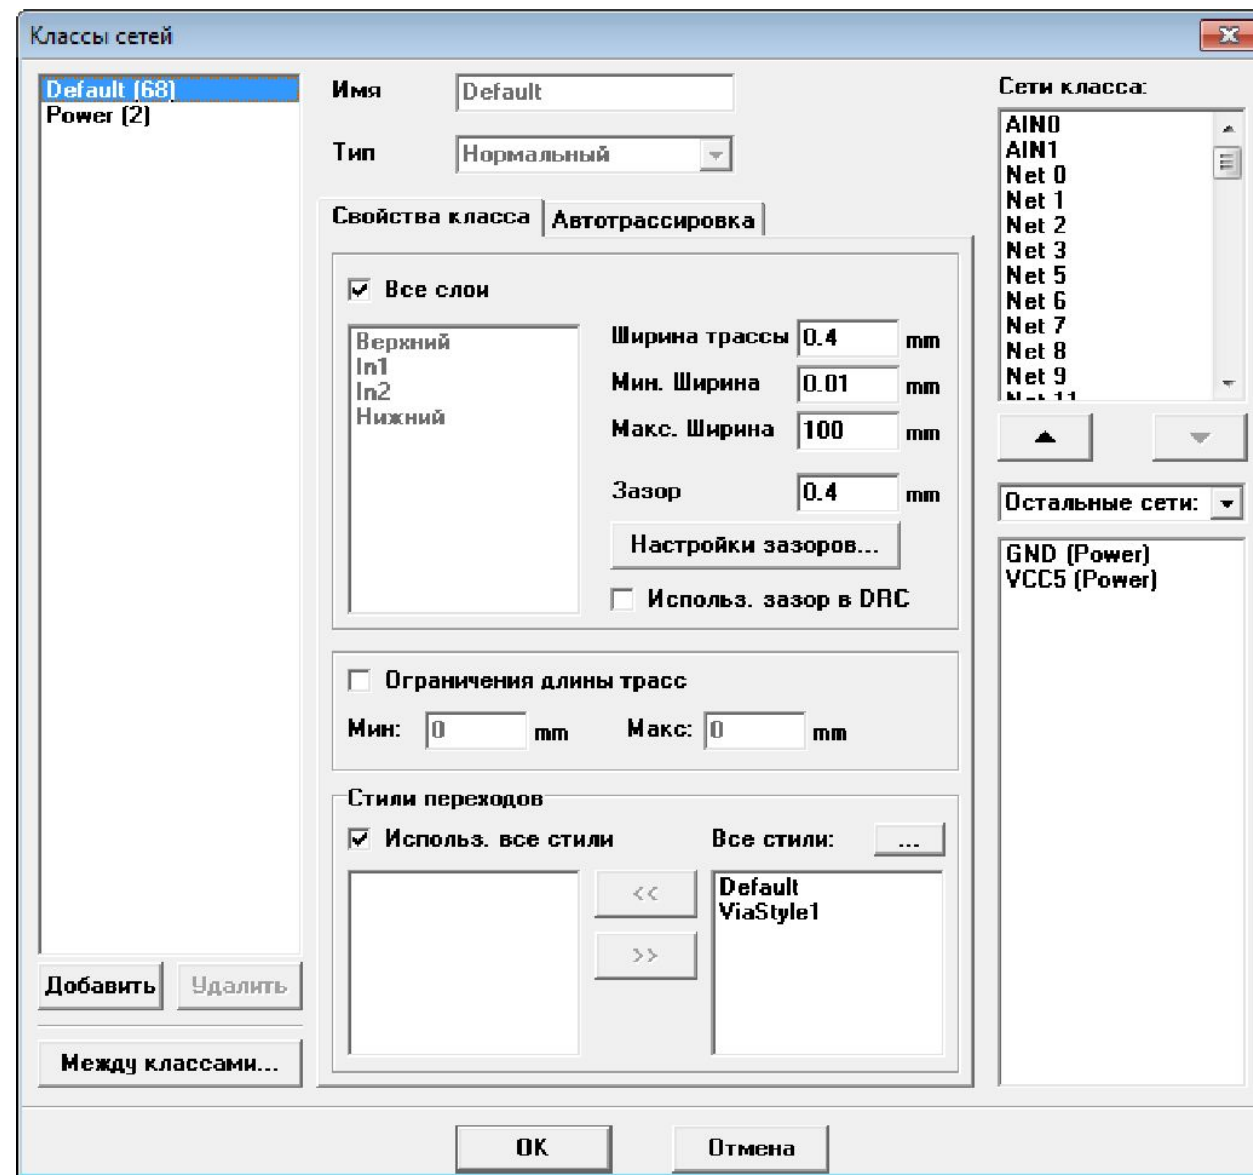 Классы сетей
Default (68)
Power (2)
Имя
Default
Тип
Нормальный
Свойства класса
Автотрассировка
Все слои
Верхний
In1
In2
Нижний
Ширина трассы 0.4 mm
Мин. Ширина 0.01 mm
Макс. Ширина 100 mm
Зазор 0.4 mm
Настройки зазоров...
Использ. зазор в DRC
Ограничения длины трасс
Мин: 0 mm Макс: 0 mm
Стили переходов
Использ. все стили
Все стили: ...
<<
>>
Default
ViaStyle1
Сети класса:
AIN0
AIN1
Net 0
Net 1
Net 2
Net 3
Net 5
Net 6
Net 7
Net 8
Net 9
Net 11
Остальные сети:
GND (Power)
VCC5 (Power)
Добавить
Удалить
Между классами...
OK
Отмена